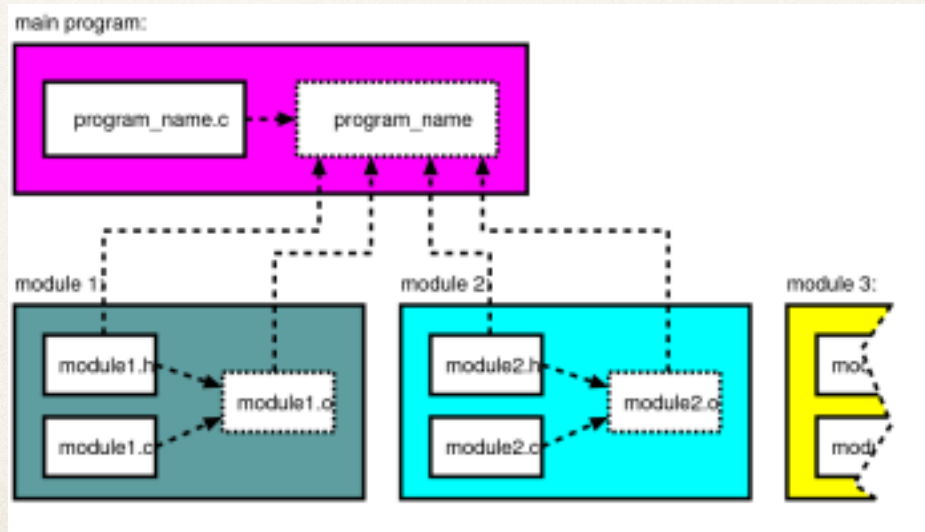 main program:
program_name.c
program_name
module 1:
module 2:
module 3:
module1.h
module1.o
module1.c
module2.h
module2.o
module2.c